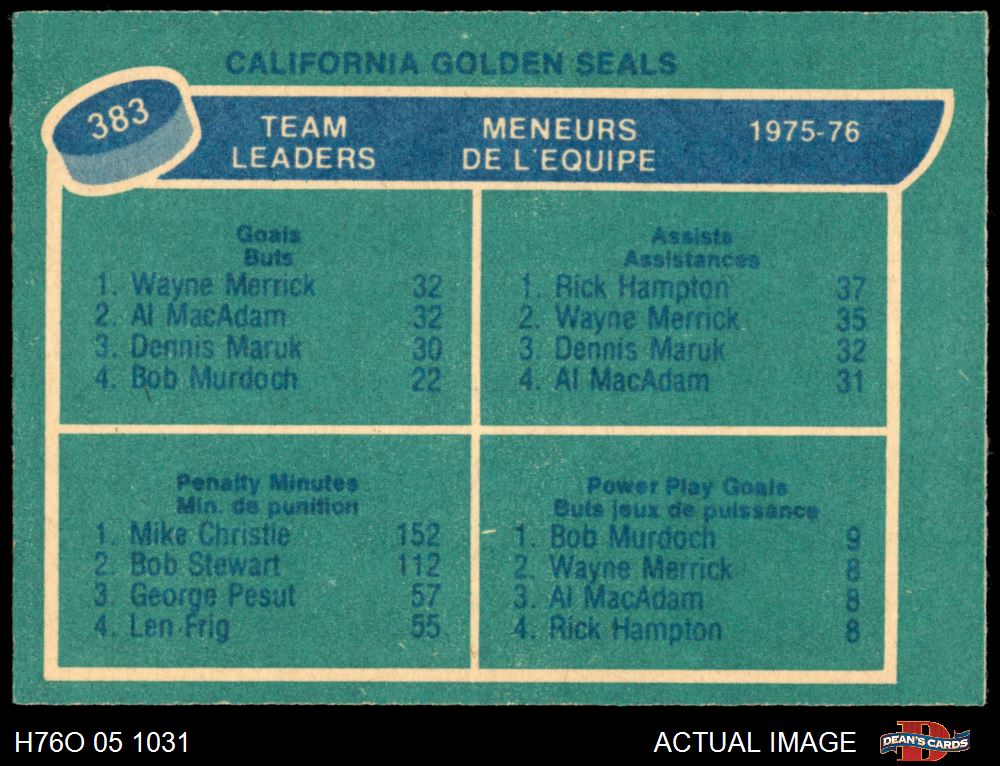 CALIFORNIA GOLDEN SEALS
383
TEAM LEADERS
MENEURS DE L'EQUIPE
1975-76
Goals
Buts
1. Wayne Merrick 32
2. Al MacAdam 32
3. Dennis Maruk 30
4. Bob Murdoch 22
Assists
Assistances
1. Rick Hampton 37
2. Wayne Merrick 35
3. Dennis Maruk 32
4. Al MacAdam 31
Penalty Minutes
Min. de punition
1. Mike Christie 152
2. Bob Stewart 112
3. George Pesut 57
4. Len Frig 55
Power Play Goals
Buts jeux de puissance
1. Bob Murdoch 9
2. Wayne Merrick 8
3. Al MacAdam 8
4. Rick Hampton 8
H76O 05 1031
ACTUAL IMAGE
D
DEAN'S CARDS